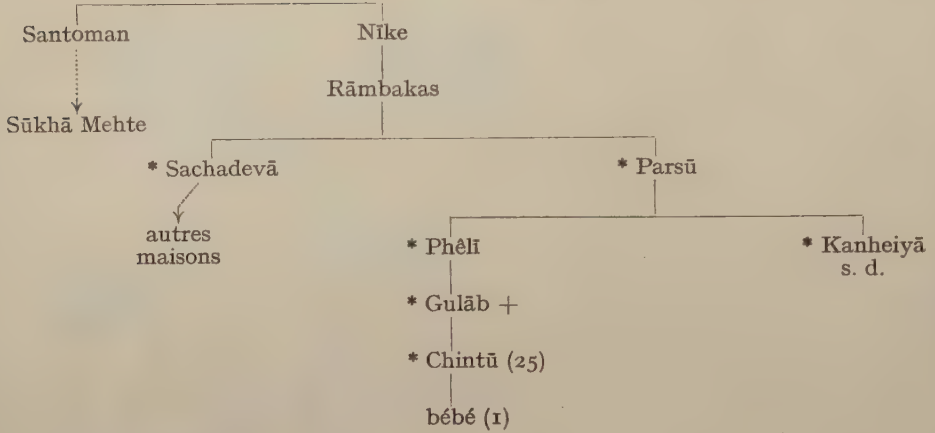 Santoman Nīke
Rāmbakas
Sūkhā Mehte
* Sachadevā * Parsū
autres
maisons
* Phêlī * Kanheiyā
s. d.
* Gulāb +
* Chintū (25)
bébé (1)